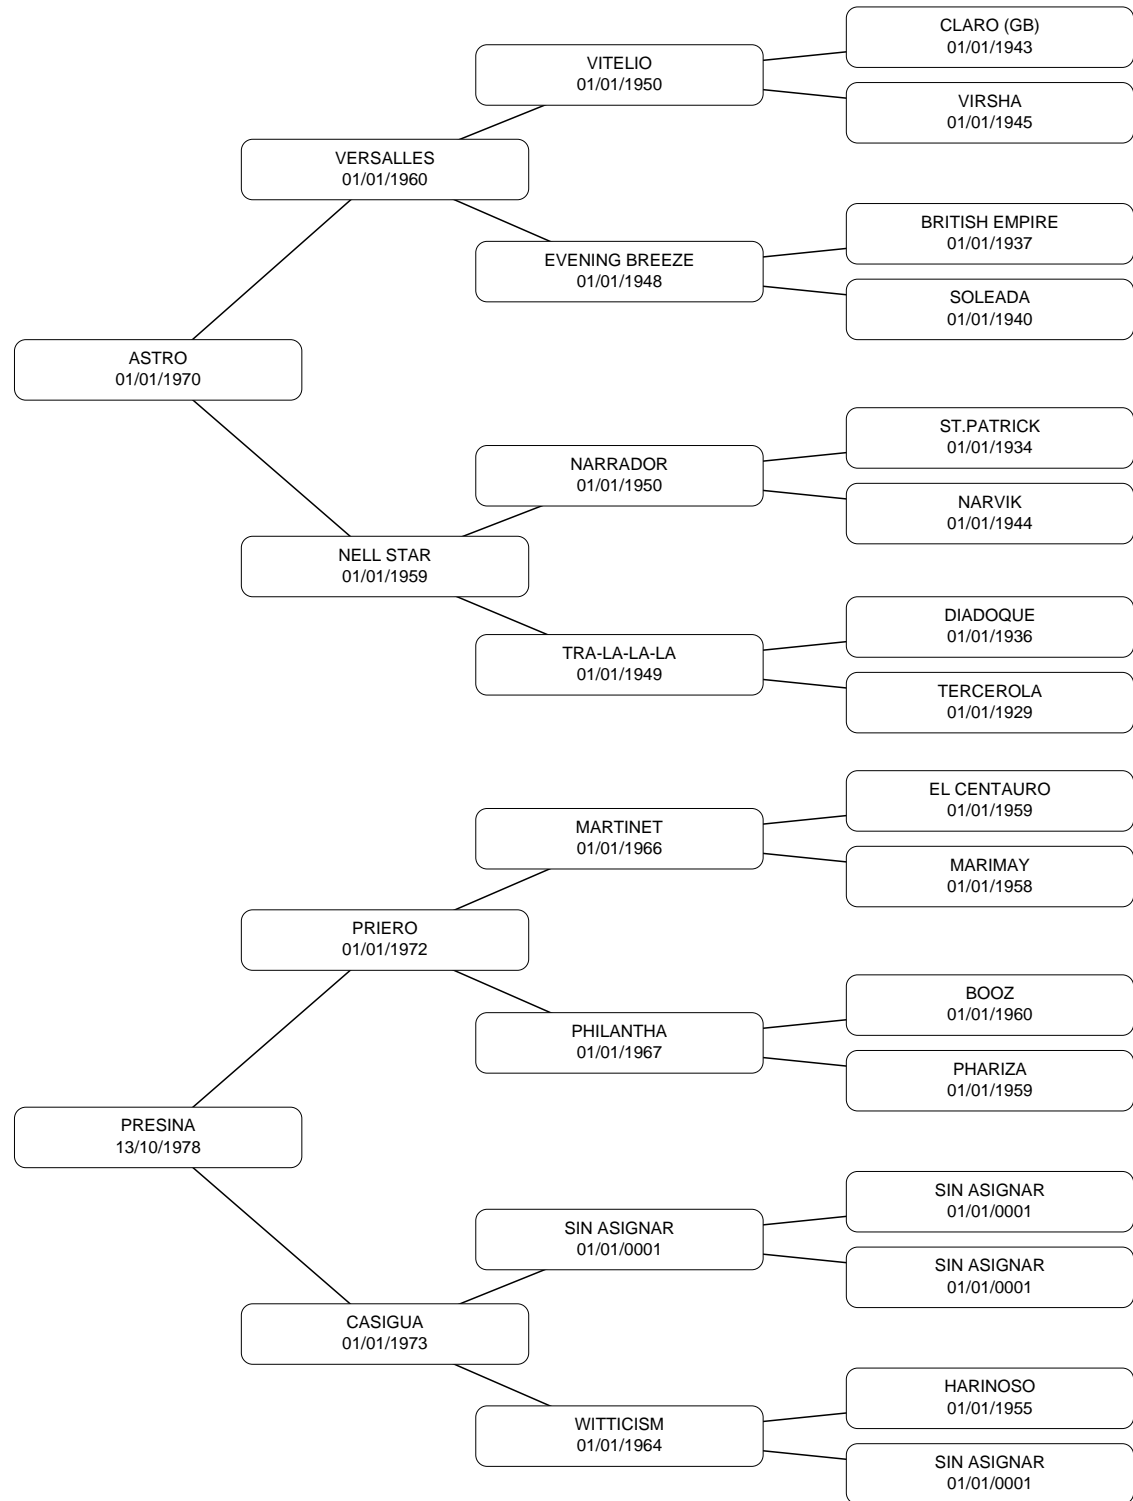 CLARO (GB)
01/01/1943
VITELIO
01/01/1950
VIRSHA
01/01/1945
VERSALLES
01/01/1960
BRITISH EMPIRE
01/01/1937
EVENING BREEZE
01/01/1948
SOLEADA
01/01/1940
ASTRO
01/01/1970
ST.PATRICK
01/01/1934
NARRADOR
01/01/1950
NARVIK
01/01/1944
NELL STAR
01/01/1959
DIADOQUE
01/01/1936
TRA-LA-LA-LA
01/01/1949
TERCEROLA
01/01/1929
EL CENTAURO
01/01/1959
MARTINET
01/01/1966
MARIMAY
01/01/1958
PRIERO
01/01/1972
BOOZ
01/01/1960
PHILANTHA
01/01/1967
PHARIZA
01/01/1959
PRESINA
13/10/1978
SIN ASIGNAR
01/01/0001
SIN ASIGNAR
01/01/0001
SIN ASIGNAR
01/01/0001
CASIGUA
01/01/1973
HARINOSO
01/01/1955
WITTICISM
01/01/1964
SIN ASIGNAR
01/01/0001